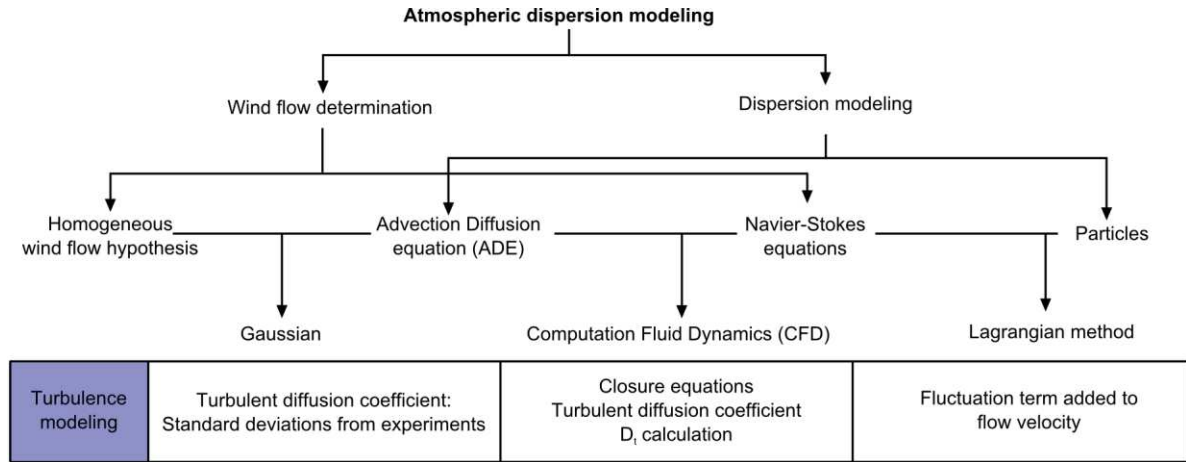 Atmospheric dispersion modeling
Wind flow determination
Dispersion modeling
Homogeneous
wind flow hypothesis
Advection Diffusion
equation (ADE)
Navier-Stokes
equations
Particles
Gaussian
Computation Fluid Dynamics (CFD)
Lagrangian method
Turbulence
modeling
Turbulent diffusion coefficient:
Standard deviations from experiments
Closure equations
Turbulent diffusion coefficient
Dₜ calculation
Fluctuation term added to
flow velocity